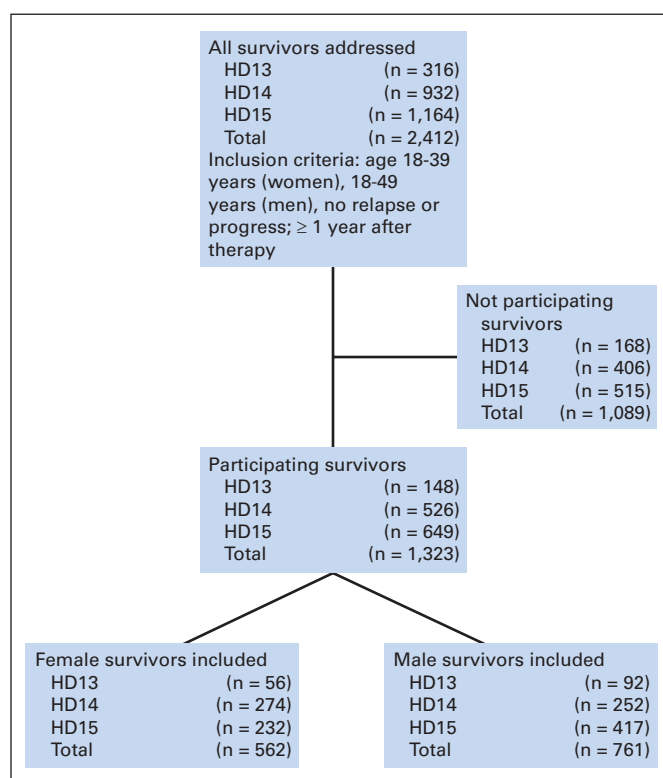 All survivors addressed
HD13 (n = 316)
HD14 (n = 932)
HD15 (n = 1,164)
Total (n = 2,412)
Inclusion criteria: age 18-39
years (women), 18-49
years (men), no relapse or
progress; ≥ 1 year after
therapy
Not participating
survivors
HD13 (n = 168)
HD14 (n = 406)
HD15 (n = 515)
Total (n = 1,089)
Participating survivors
HD13 (n = 148)
HD14 (n = 526)
HD15 (n = 649)
Total (n = 1,323)
Female survivors included
HD13 (n = 56)
HD14 (n = 274)
HD15 (n = 232)
Total (n = 562)
Male survivors included
HD13 (n = 92)
HD14 (n = 252)
HD15 (n = 417)
Total (n = 761)